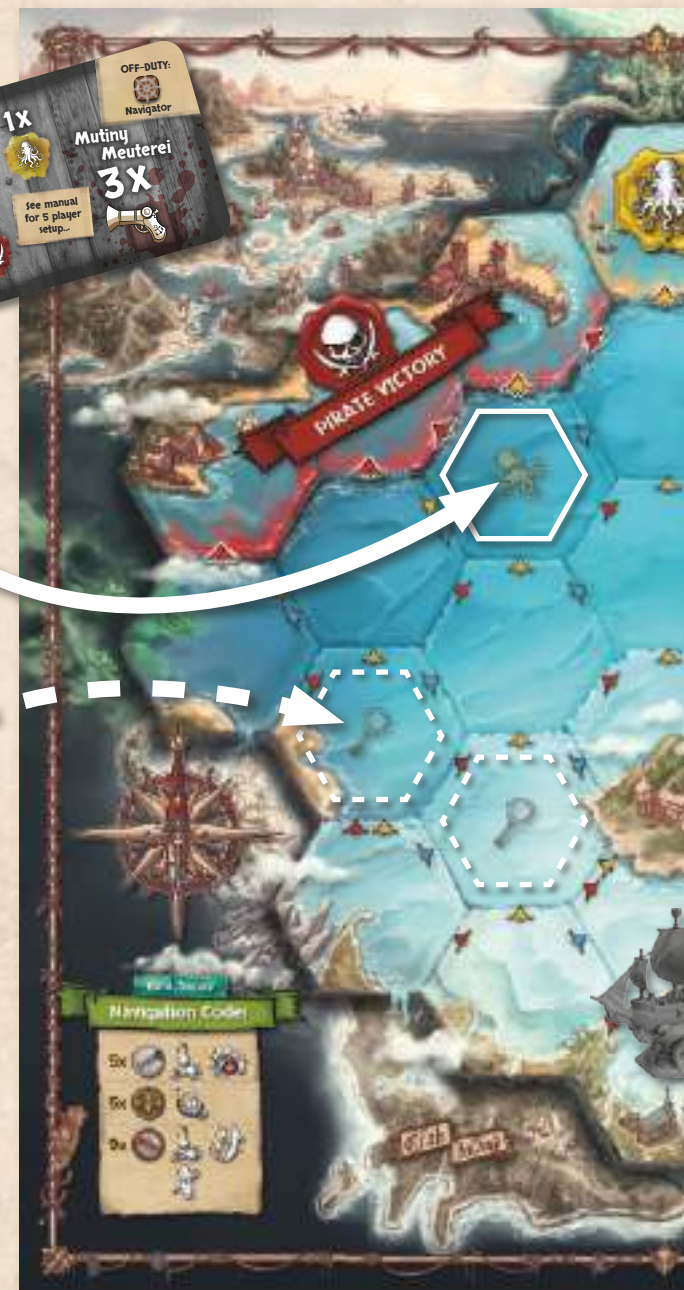 OFF-DUTY:
Navigator
1x
Mutiny
Meuterei
3x
See manual
for 5 player
setup...
PIRATE VICTORY
Navigation Codes
5x
5x
9x